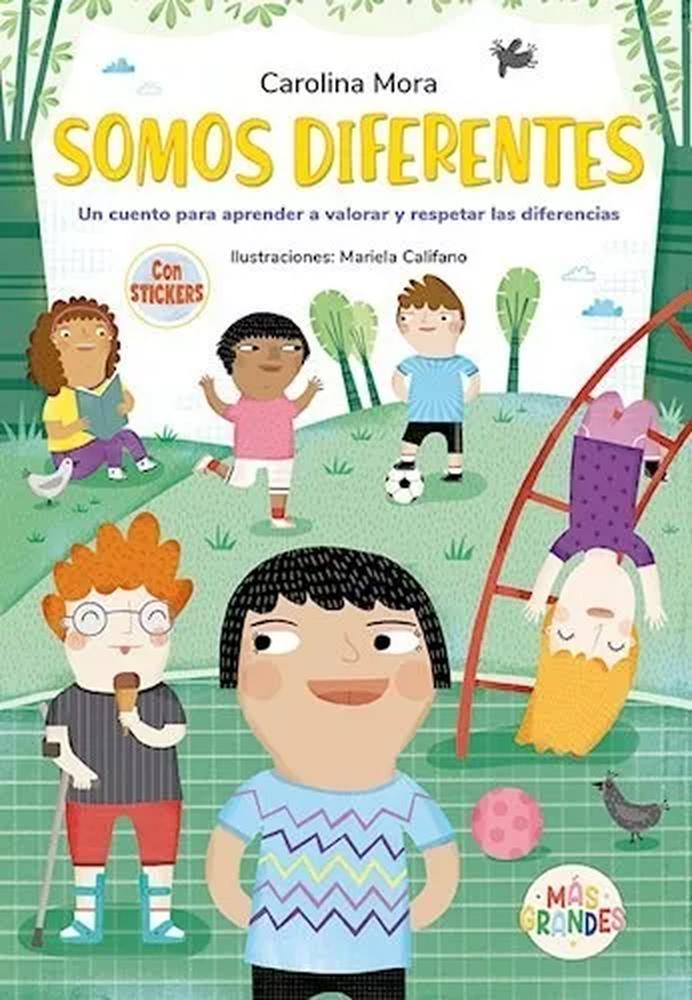 Carolina Mora
SOMOS DIFERENTES
Un cuento para aprender a valorar y respetar las diferencias
Ilustraciones: Mariela Califano
Con
STICKERS
MÁS
GRANDES